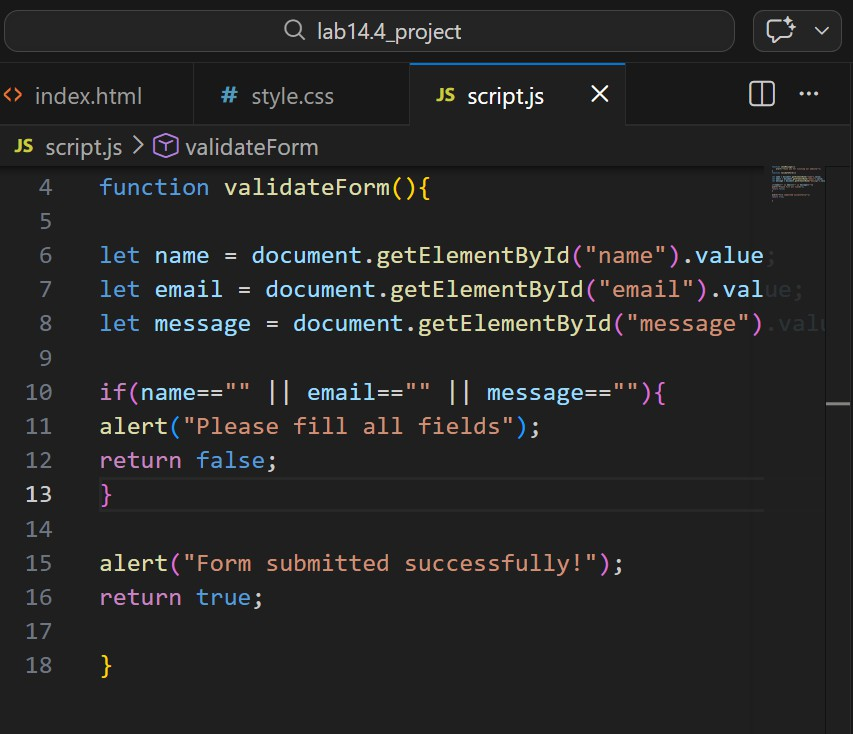 lab14.4_project
index.html
# style.css
JS script.js
JS script.js > validateForm
4 function validateForm(){
5
6 let name = document.getElementById("name").value;
7 let email = document.getElementById("email").value;
8 let message = document.getElementById("message").valu
9
10 if(name=="" || email=="" || message==""){
11 alert("Please fill all fields");
12 return false;
13 }
14
15 alert("Form submitted successfully!");
16 return true;
17
18 }